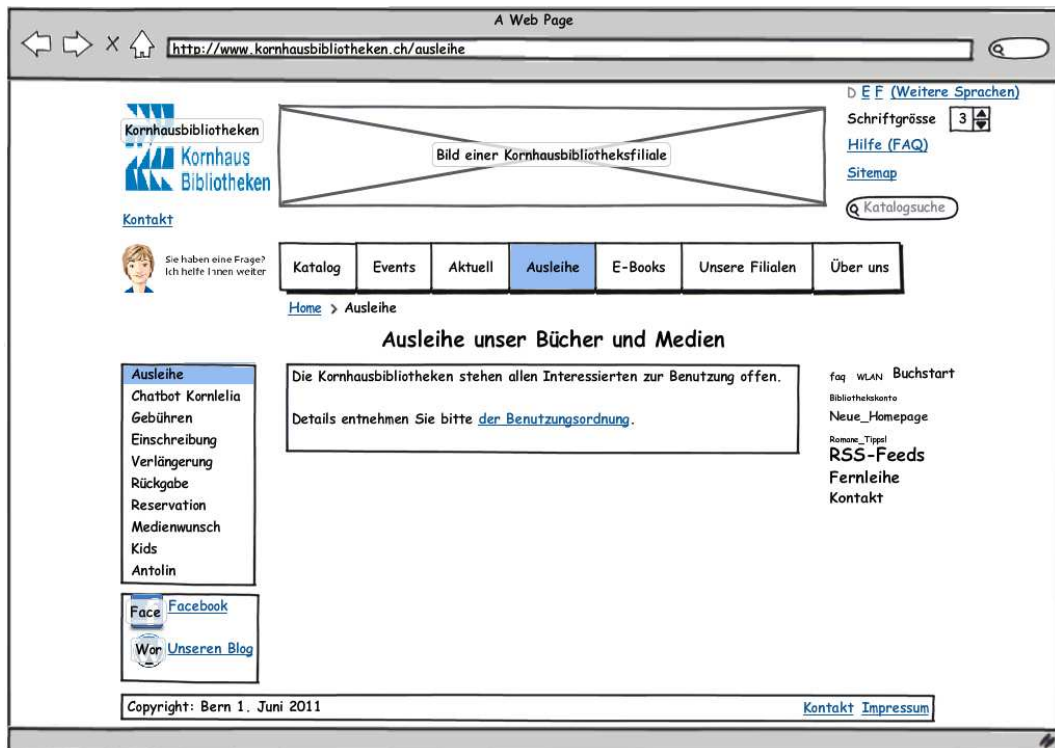 A Web Page
http://www.kornhausbibliotheken.ch/ausleihe
D E F (Weitere Sprachen)
Schriftgrösse 3
Hilfe (FAQ)
Sitemap
Katalogsuche
Kornhausbibliotheken
Kornhaus
Bibliotheken
Bild einer Kornhausbibliotheksfiliale
Kontakt
Sie haben eine Frage?
Ich helfe Ihnen weiter
Katalog Events Aktuell Ausleihe E-Books Unsere Filialen Über uns
Home > Ausleihe
Ausleihe unser Bücher und Medien
Ausleihe
Chatbot Kornlelia
Gebühren
Einschreibung
Verlängerung
Rückgabe
Reservation
Medienwunsch
Kids
Antolin
Die Kornhausbibliotheken stehen allen Interessierten zur Benutzung offen.
Details entnehmen Sie bitte der Benutzungsordnung.
faq WLAN Buchstart
Bibliothekskonto
Neue_Homepage
Romane_Tipps!
RSS-Feeds
Fernleihe
Kontakt
Face Facebook
Wor Unseren Blog
Copyright: Bern 1. Juni 2011
Kontakt Impressum